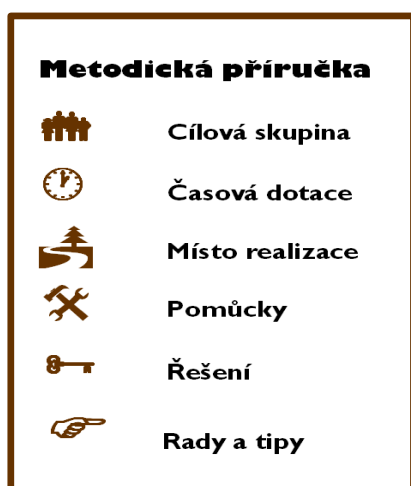 Metodická příručka
Cílová skupina
Časová dotace
Místo realizace
Pomůcky
Řešení
Rady a tipy